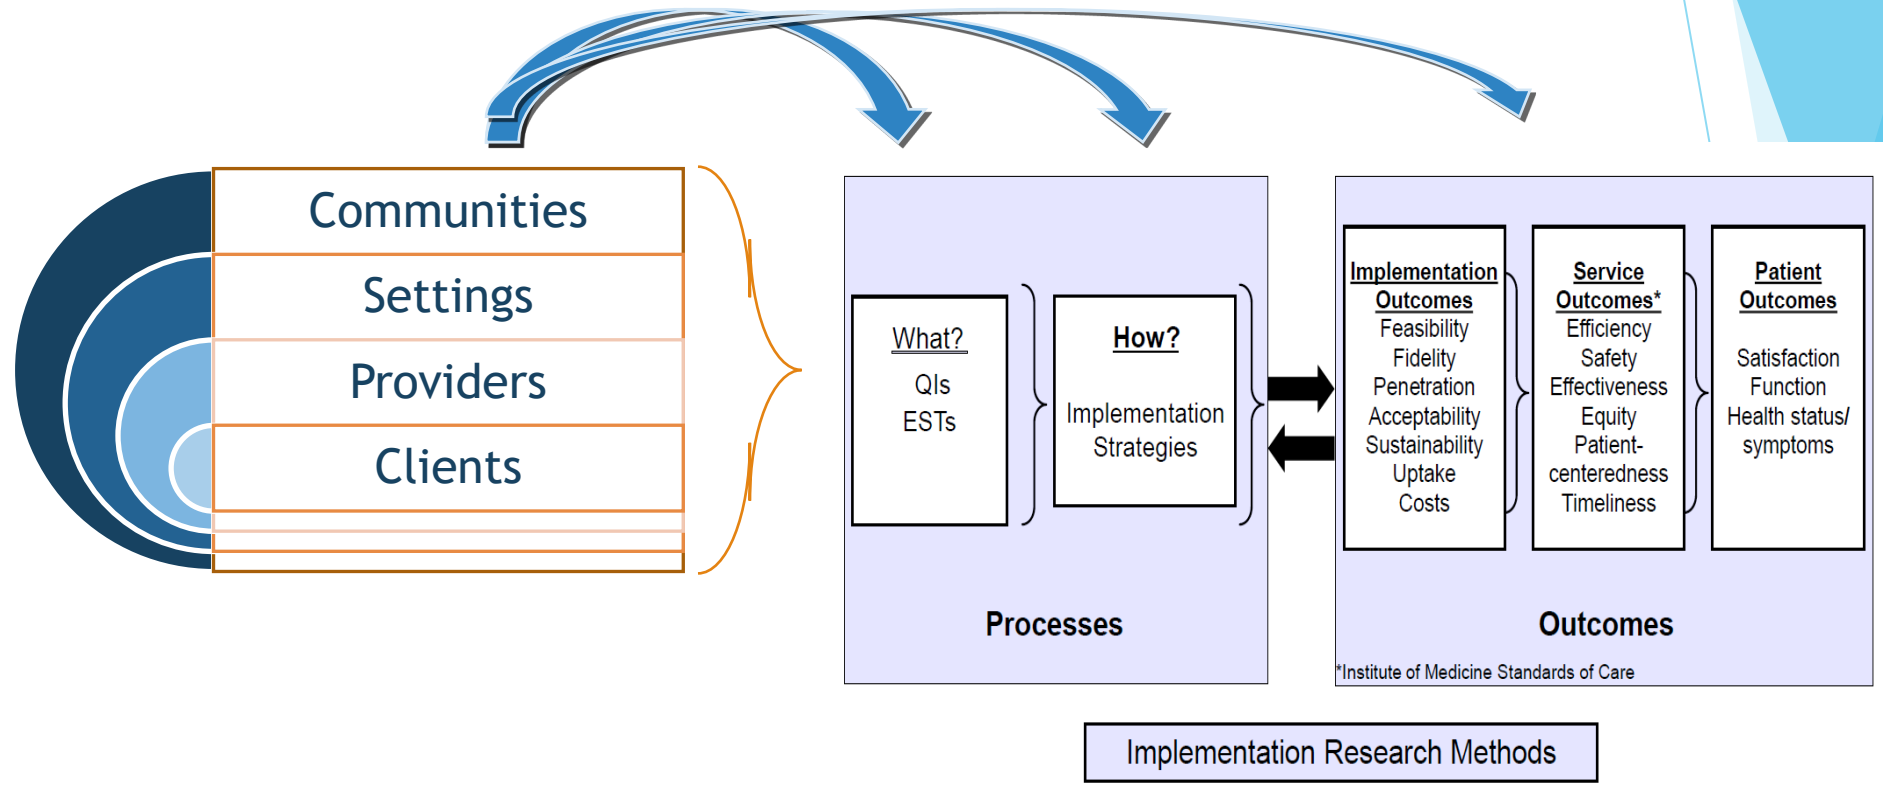 Communities
Settings
Providers
Clients
What?
QIs
ESTs
How?
Implementation
Strategies
Processes
Implementation
Outcomes
Feasibility
Fidelity
Penetration
Acceptability
Sustainability
Uptake
Costs
Service
Outcomes*
Efficiency
Safety
Effectiveness
Equity
Patient-
centeredness
Timeliness
Patient
Outcomes
Satisfaction
Function
Health status/
symptoms
Outcomes
*Institute of Medicine Standards of Care
Implementation Research Methods